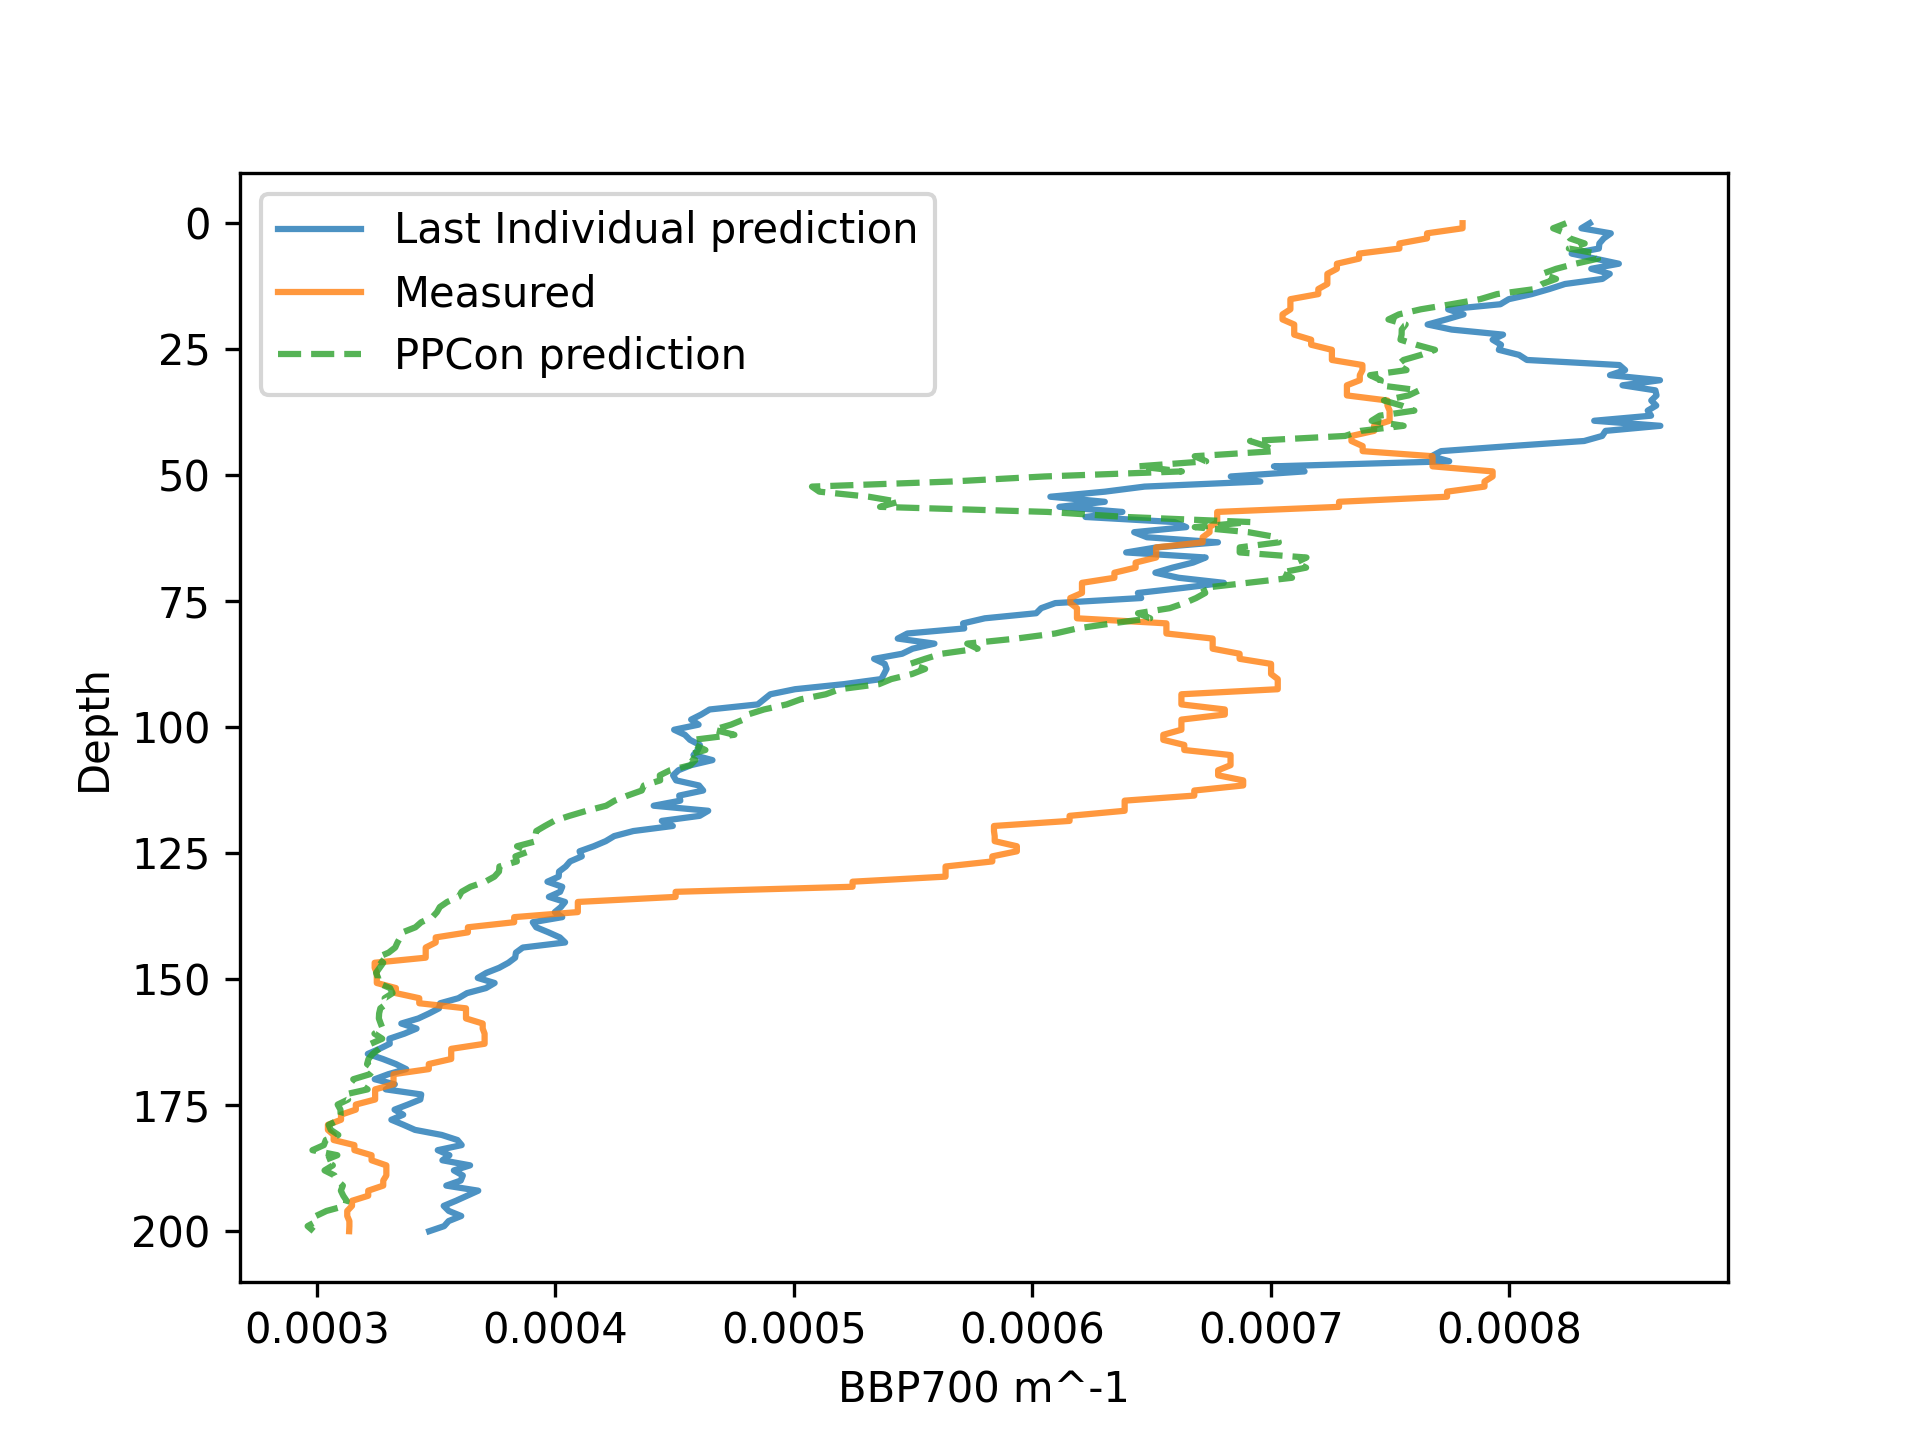 Last Individual prediction
Measured
PPCon prediction
0
25
50
75
100
125
150
175
200
Depth
0.0003 0.0004 0.0005 0.0006 0.0007 0.0008
BBP700 m^-1